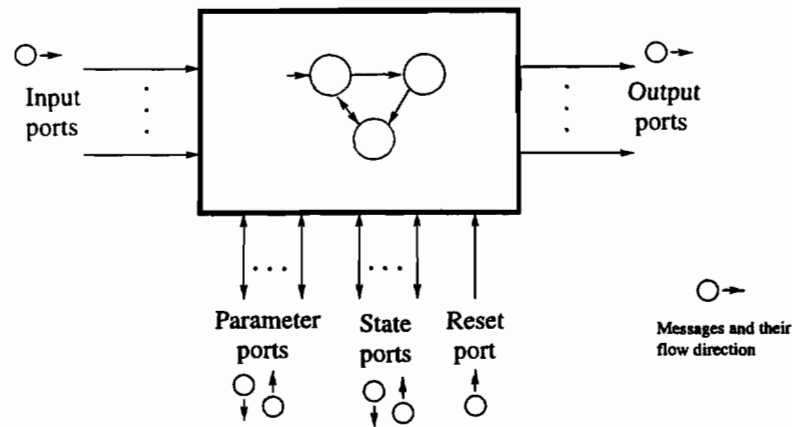 Input
ports
Output
ports
Parameter
ports
State
ports
Reset
port
Messages and their
flow direction